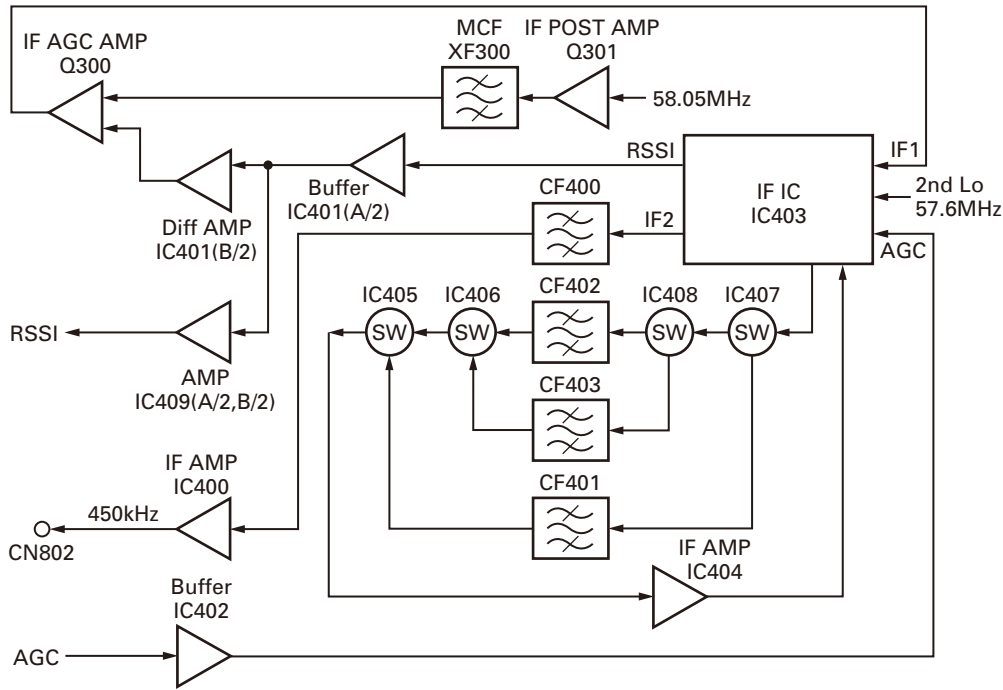 IF AGC AMP
Q300
MCF
XF300
IF POST AMP
Q301
58.05MHz
RSSI
IF1
Buffer
IC401(A/2)
CF400
IF IC
IC403
2nd Lo
57.6MHz
Diff AMP
IC401(B/2)
IF2
AGC
IC405
IC406
CF402
IC408
IC407
RSSI
SW
SW
SW
SW
AMP
IC409(A/2,B/2)
CF403
IF AMP
IC400
CF401
450kHz
CN802
IF AMP
IC404
Buffer
IC402
AGC